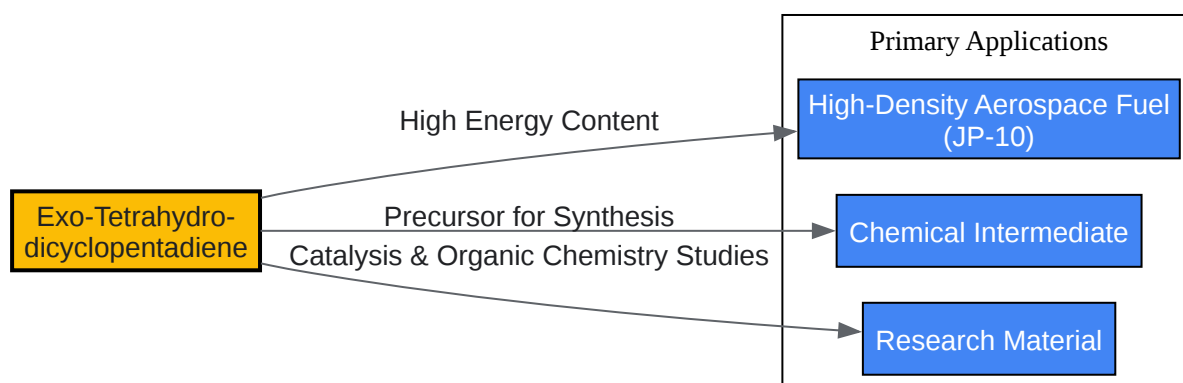 Primary Applications
High-Density Aerospace Fuel
(JP-10)
High Energy Content
Exo-Tetrahydro-
dicyclopentadiene
Precursor for Synthesis
Chemical Intermediate
Catalysis & Organic Chemistry Studies
Research Material